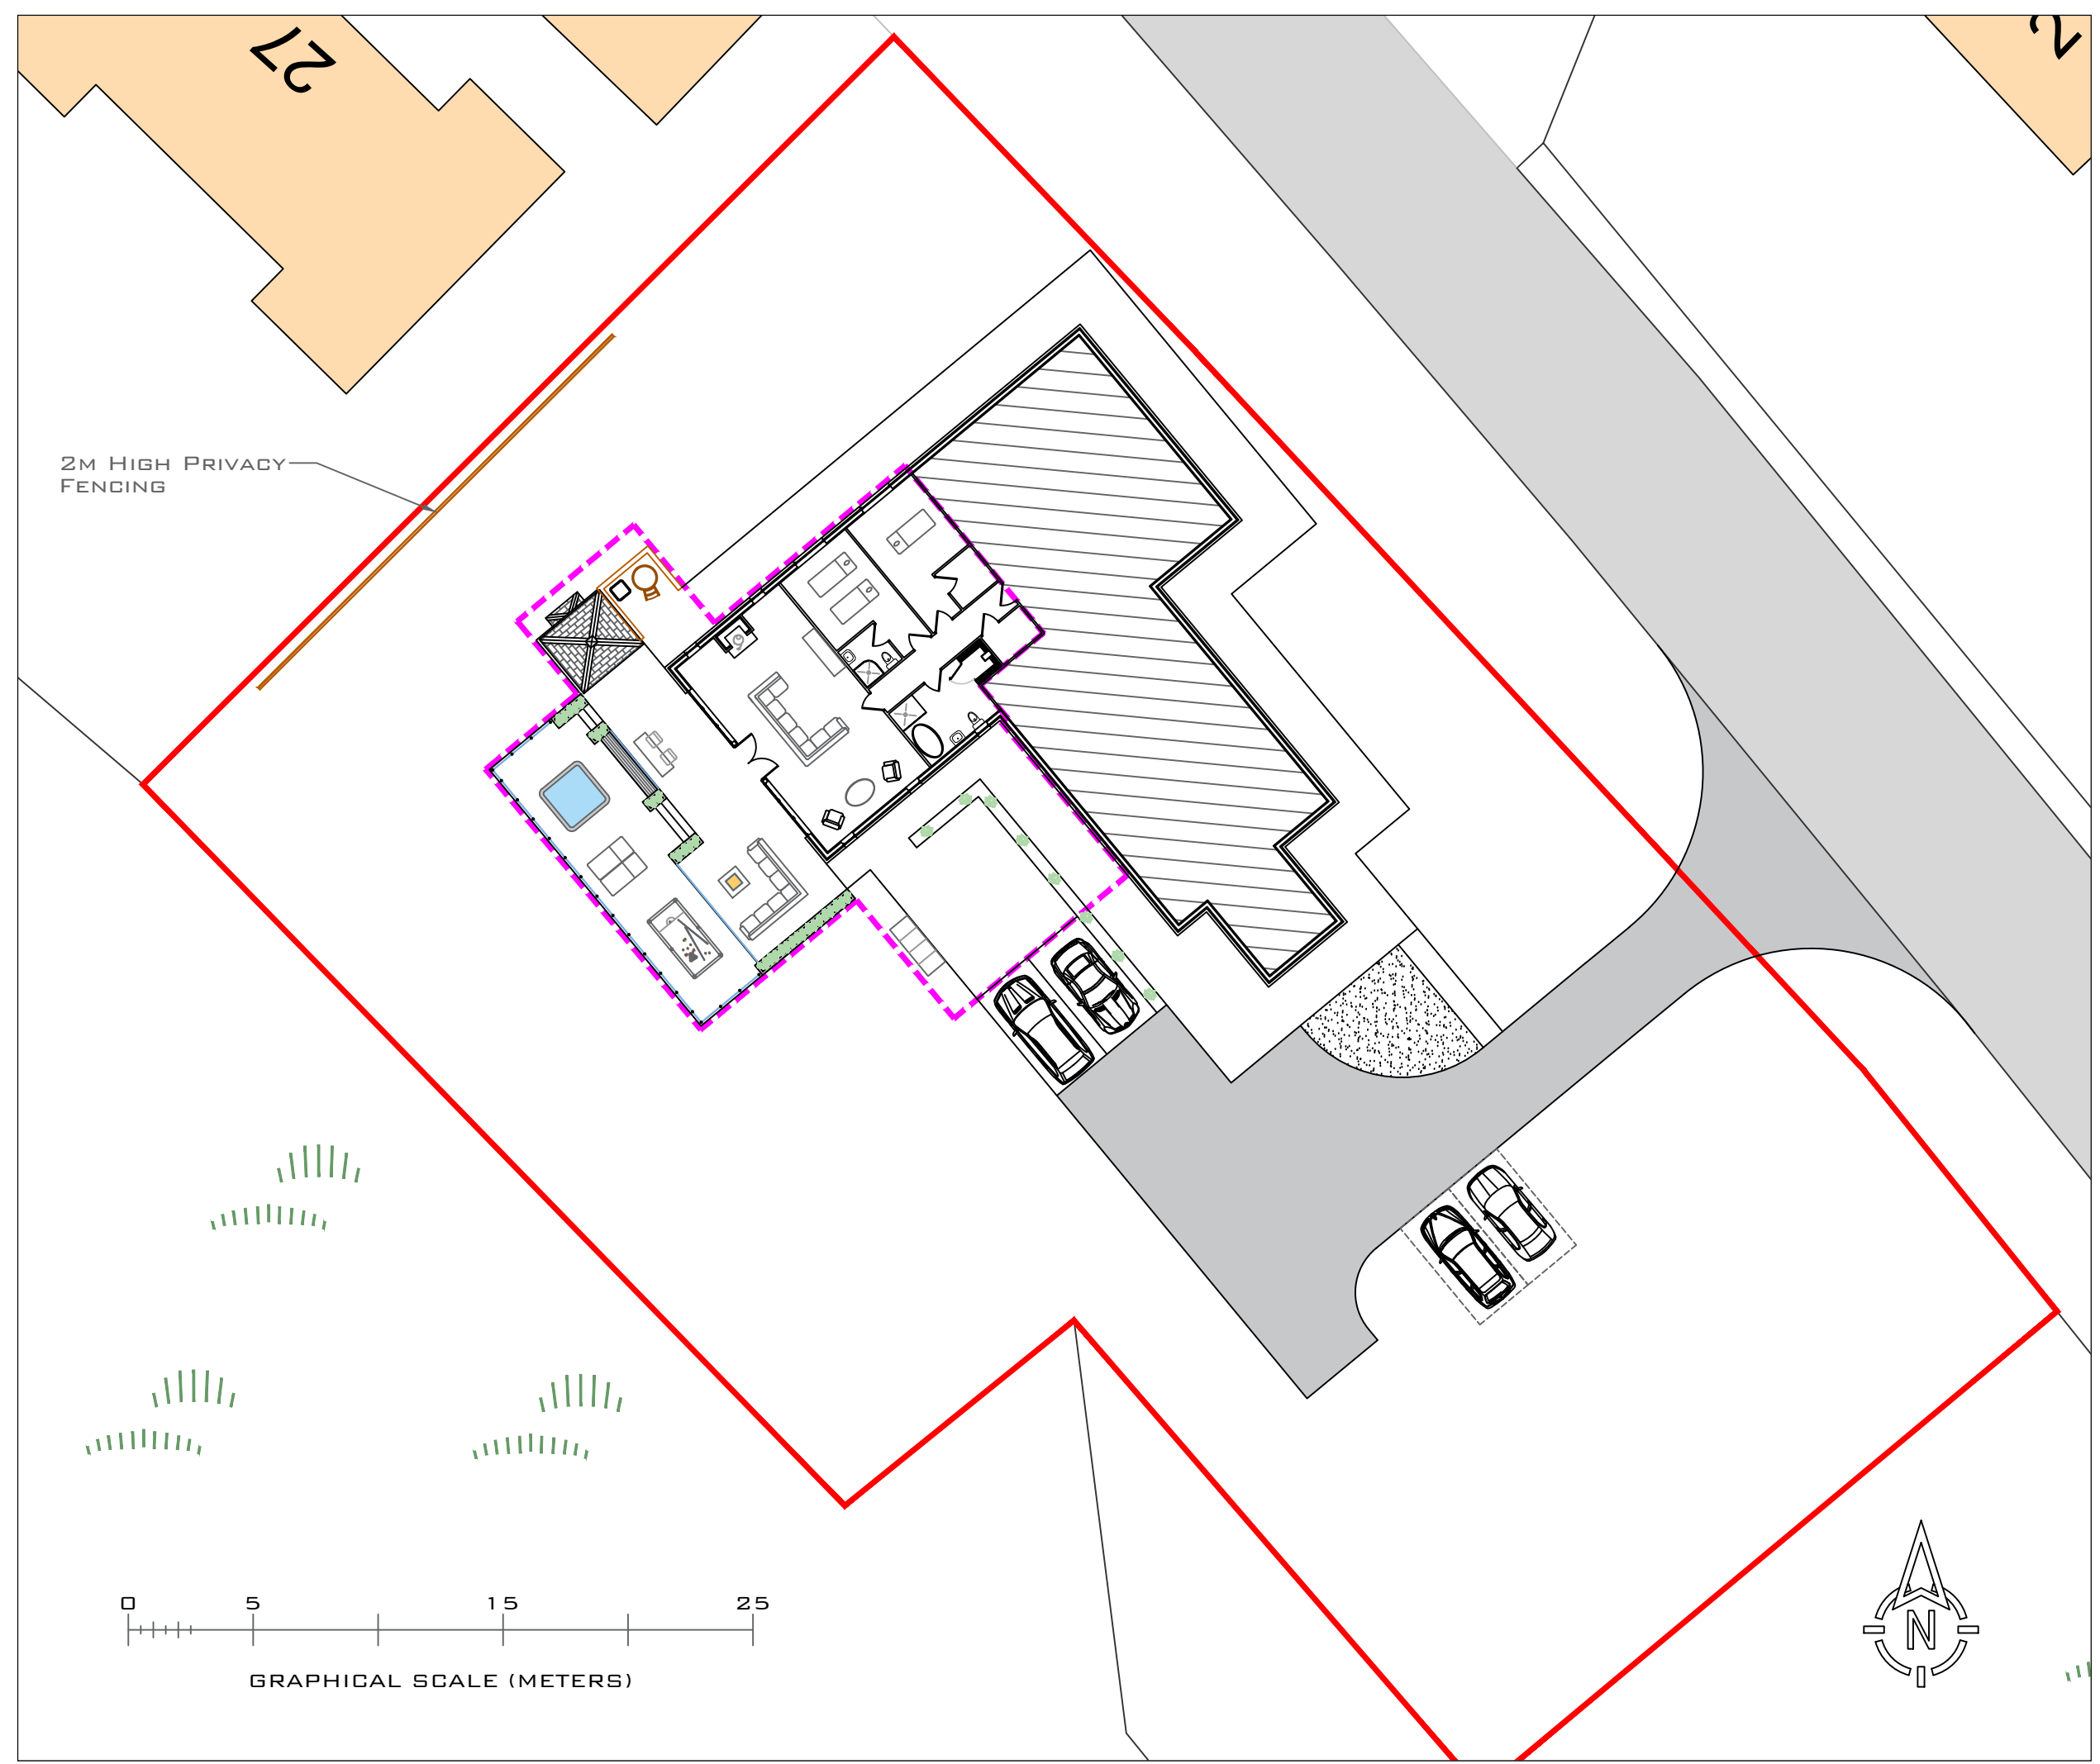 27
2
2m High Privacy
Fencing
0 5 15 25
GRAPHICAL SCALE (METERS)
N